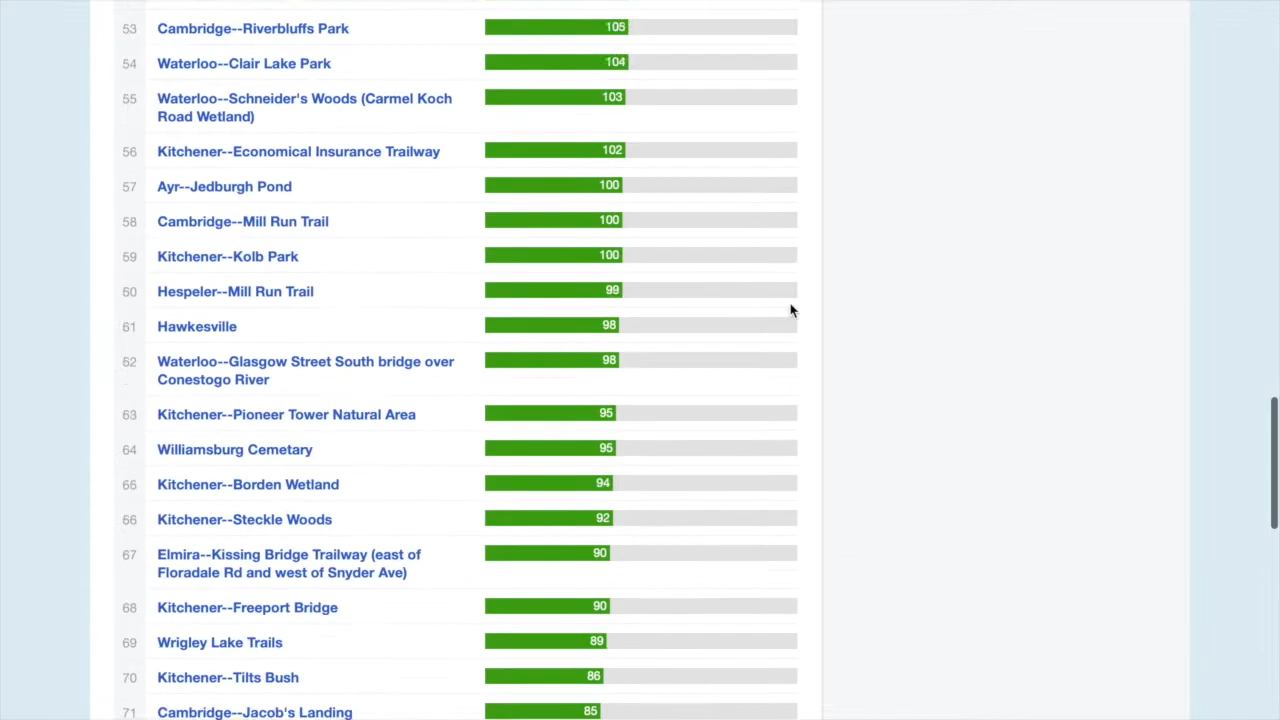 53 Cambridge--Riverbluffs Park 105
54 Waterloo--Clair Lake Park 104
55 Waterloo--Schneider's Woods (Carmel Koch 103
Road Wetland)
56 Kitchener--Economical Insurance Trailway 102
57 Ayr--Jedburgh Pond 100
58 Cambridge--Mill Run Trail 100
59 Kitchener--Kolb Park 100
60 Hespeler--Mill Run Trail 99
61 Hawkesville 98
62 Waterloo--Glasgow Street South bridge over 98
Conestogo River
63 Kitchener--Pioneer Tower Natural Area 95
64 Williamsburg Cemetary 95
66 Kitchener--Borden Wetland 94
66 Kitchener--Steckle Woods 92
67 Elmira--Kissing Bridge Trailway (east of 90
Floradale Rd and west of Snyder Ave)
68 Kitchener--Freeport Bridge 90
69 Wrigley Lake Trails 89
70 Kitchener--Tilts Bush 86
71 Cambridge--Jacob's Landing 85